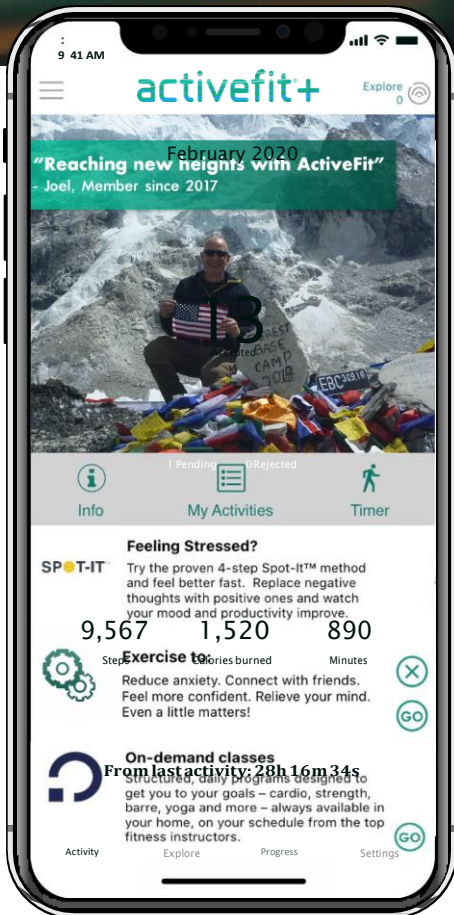 :
9 41 AM
activefit+
Explore
0
February 2020
“Reaching new heights with ActiveFit”
- Joel, Member since 2017
13
Accepted
EREST
BASE
CAMP
2019
EBC
1 Pending 0 Rejected
Info My Activities Timer
Feeling Stressed?
SPOT-IT
Try the proven 4-step Spot-It™ method
and feel better fast. Replace negative
thoughts with positive ones and watch
your mood and productivity improve.
9,567 1,520 890
Steps Calories burned Minutes
Exercise to:
Reduce anxiety. Connect with friends.
Feel more confident. Relieve your mind.
Even a little matters!
GO
On-demand classes
From last activity: 28h 16m 34s
Structured, daily programs designed to
get you to your goals – cardio, strength,
barre, yoga and more – always available in
your home, on your schedule from the top
fitness instructors.
GO
Activity Explore Progress Settings